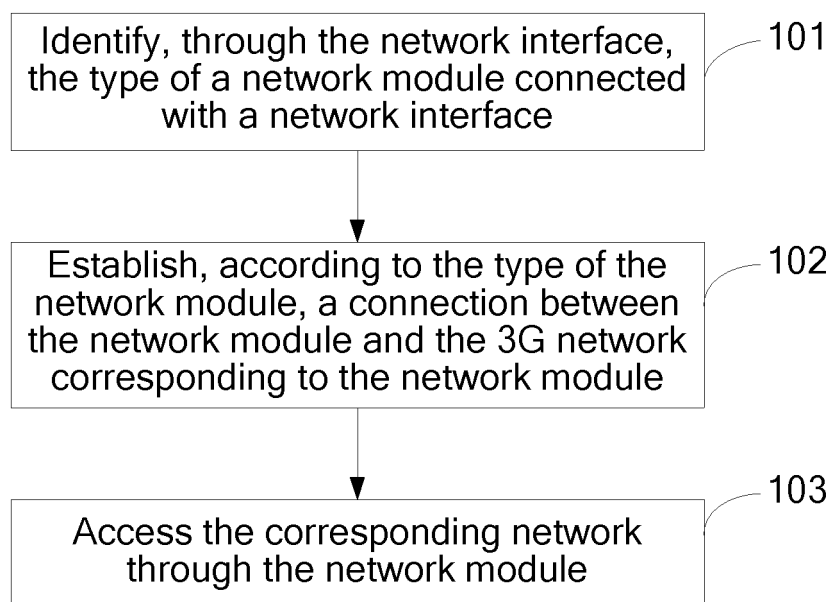 Identify, through the network interface,
the type of a network module connected
with a network interface
101
Establish, according to the type of the
network module, a connection between
the network module and the 3G network
corresponding to the network module
102
Access the corresponding network
through the network module
103